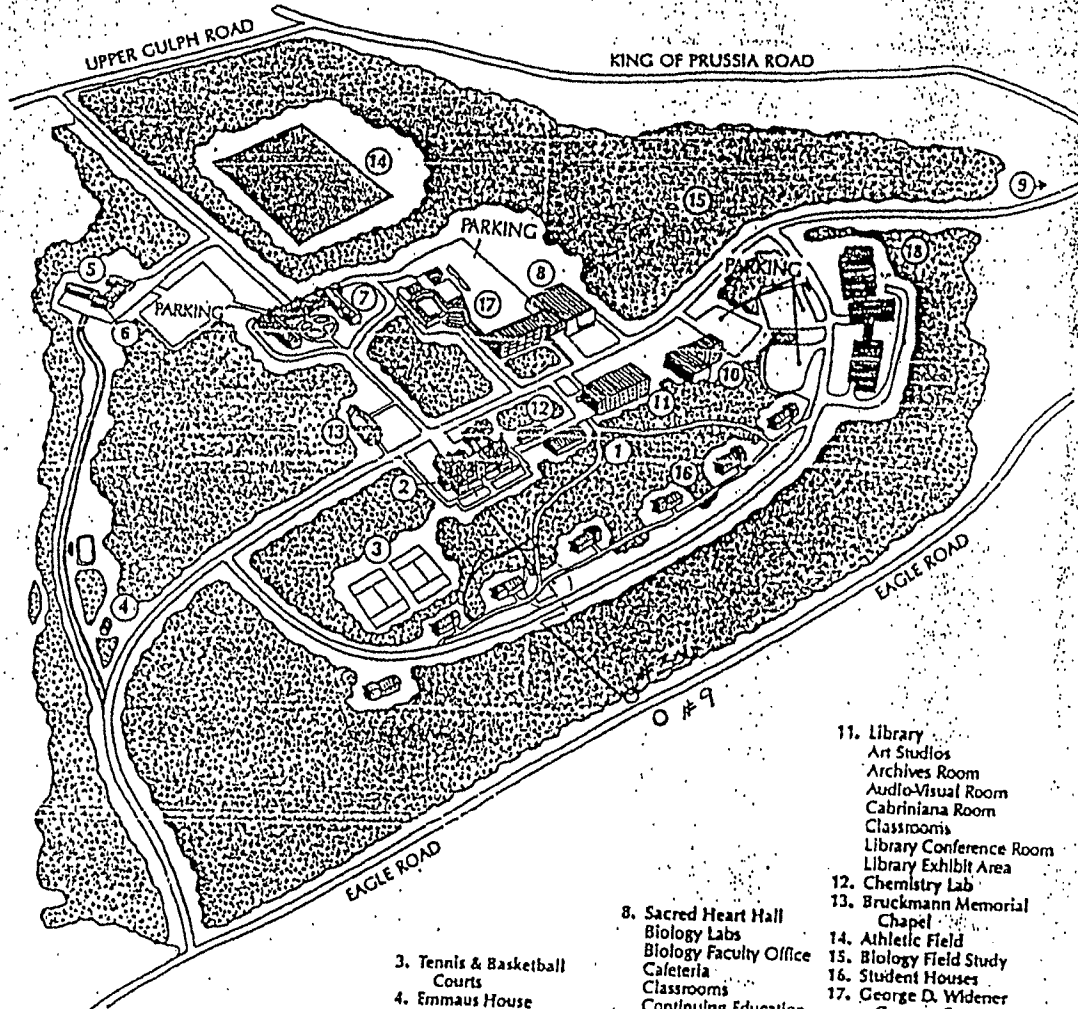 UPPER GULPH ROAD
KING OF PRUSSIA ROAD
14
9
15
PARKING
18
5
8
PARKING
7
17
PARKING
6
10
11
12
13
1
16
2
3
EAGLE ROAD
4
O #9
EAGLE ROAD
3. Tennis & Basketball
Courts
4. Emmaus House
8. Sacred Heart Hall
Biology Labs
Biology Faculty Office
Cafeteria
Classrooms
Continuing Education
11. Library
Art Studios
Archives Room
Audio-Visual Room
Cabriniana Room
Classrooms
Library Conference Room
Library Exhibit Area
12. Chemistry Lab
13. Bruckmann Memorial
Chapel
14. Athletic Field
15. Biology Field Study
16. Student Houses
17. George D. Widener